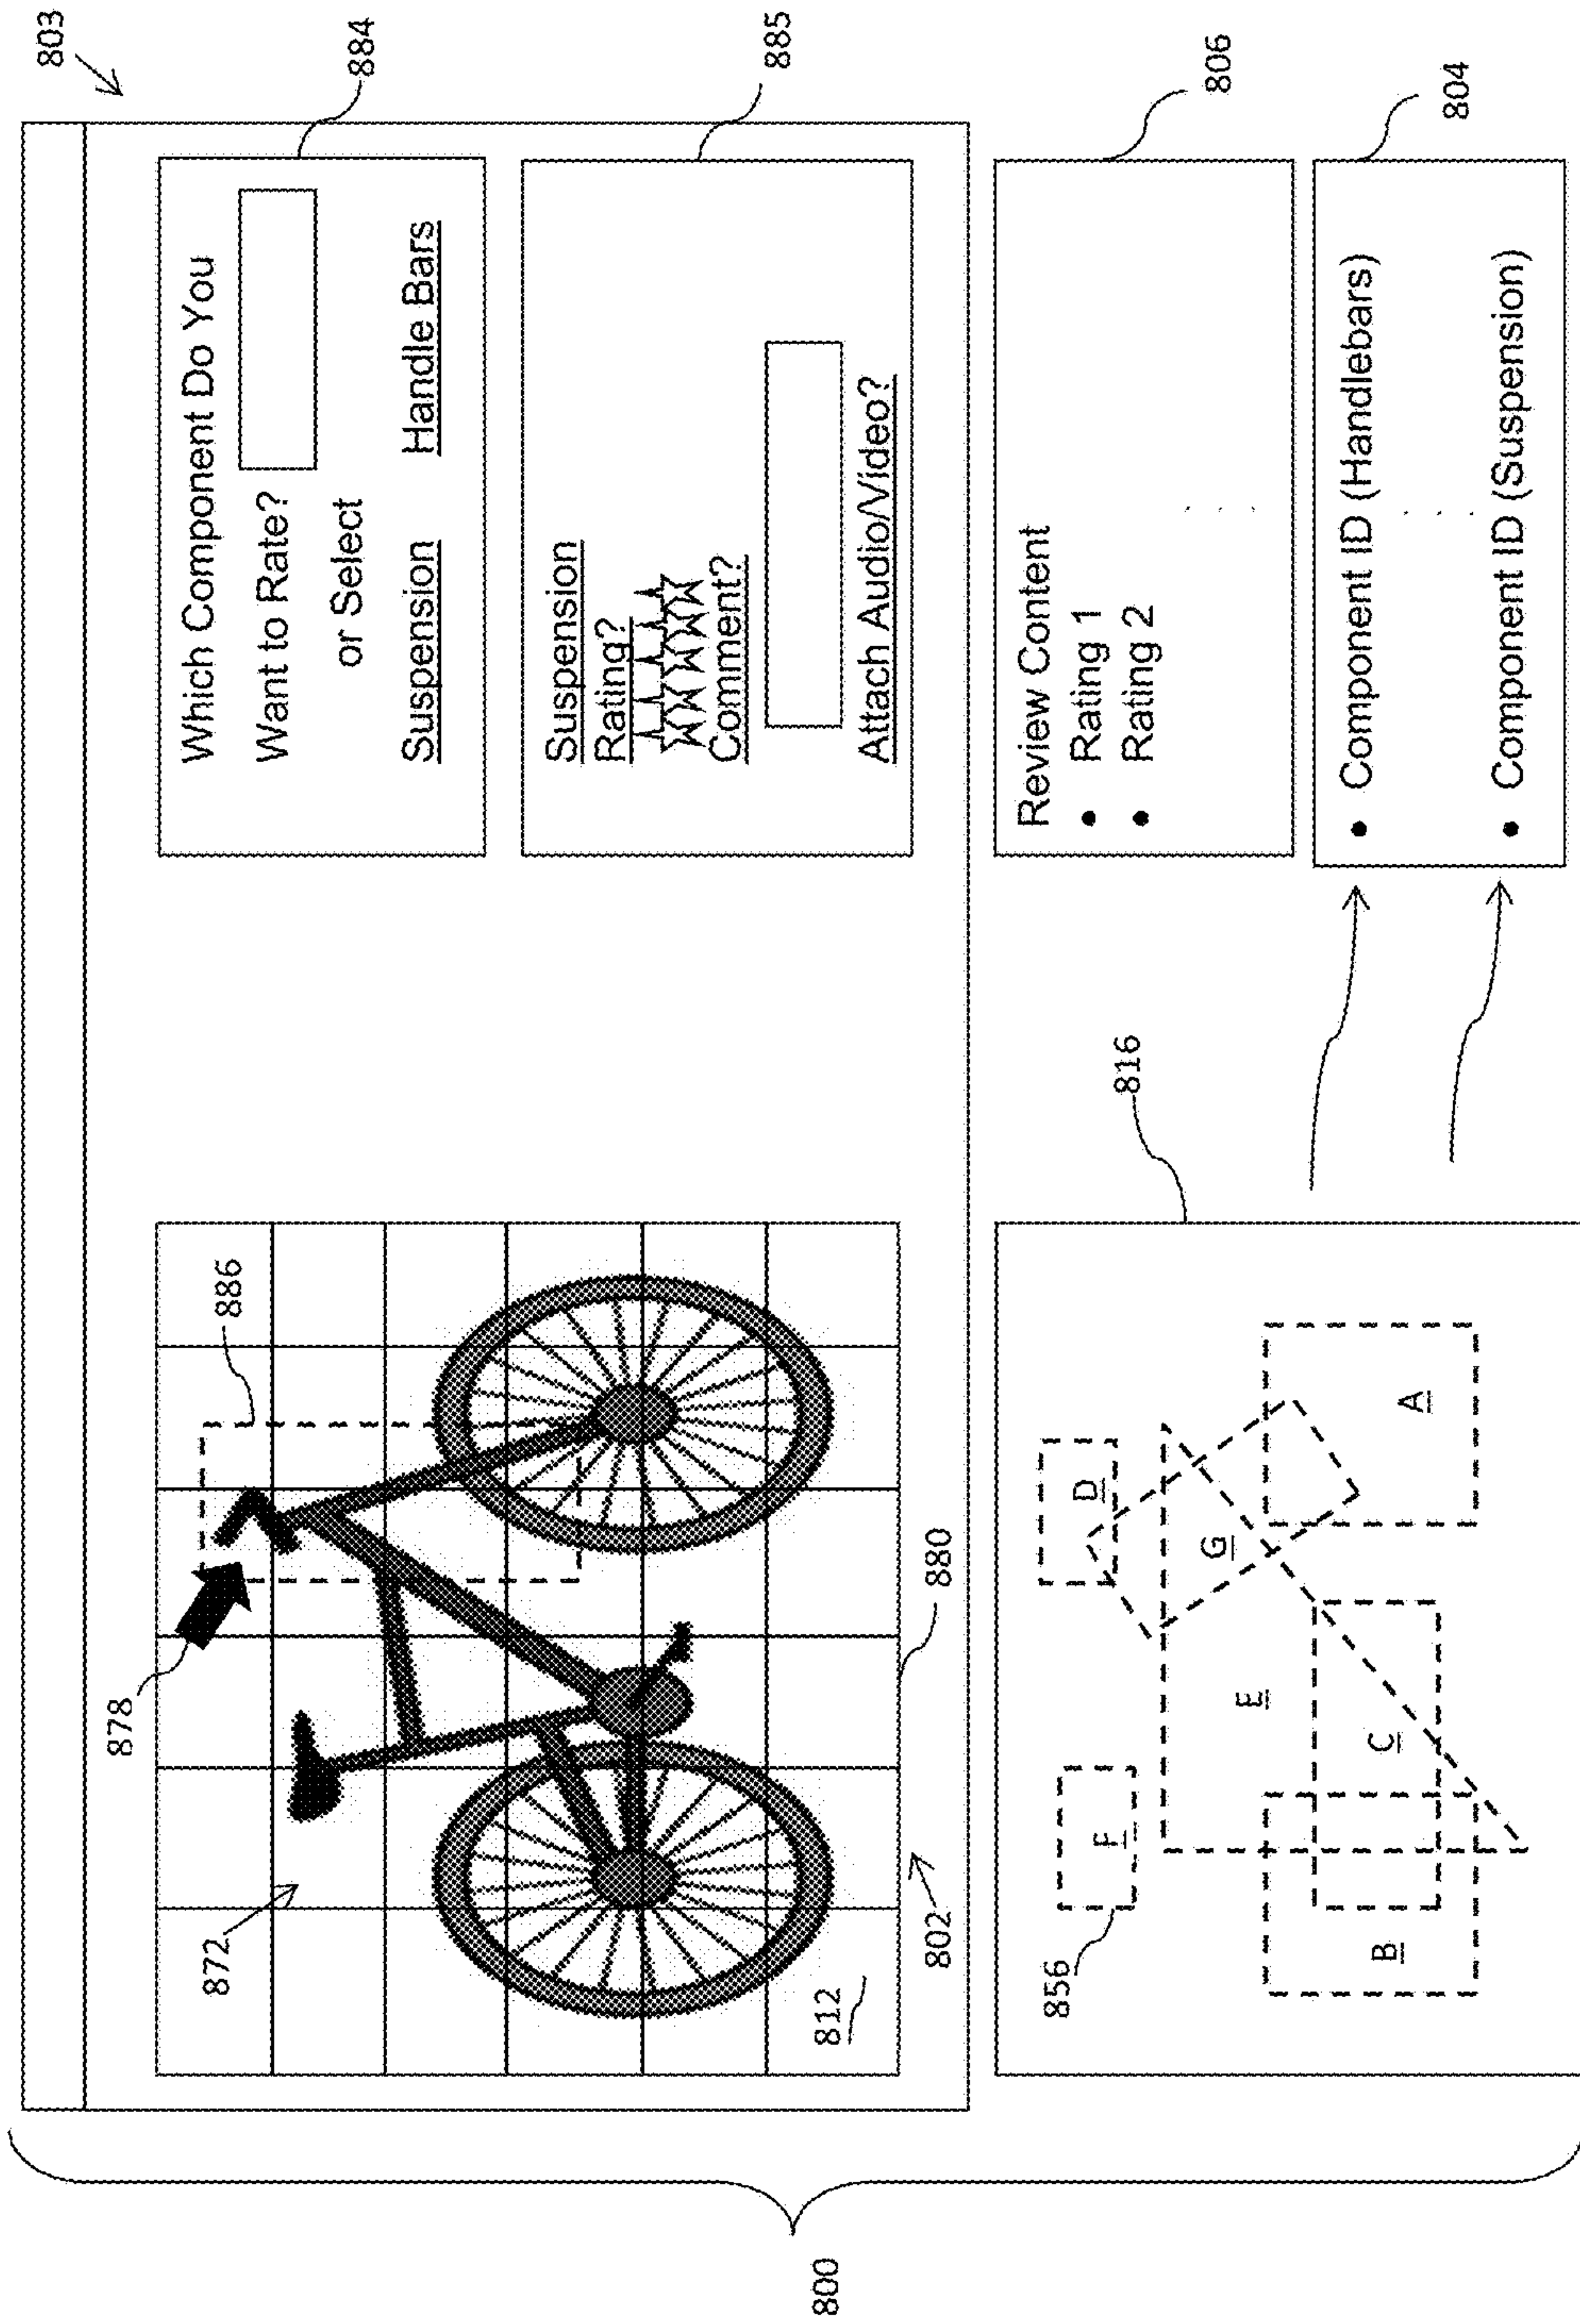 800
803
878
872
886
812
802
880
Which Component Do You
Want to Rate?
or Select
Suspension Handle Bars
884
Suspension
Rating?
Comment?
Attach Audio/Video?
885
856
F
D
E
G
B
C
A
816
Review Content
• Rating 1
• Rating 2
806
• Component ID (Handlebars)
• Component ID (Suspension)
804